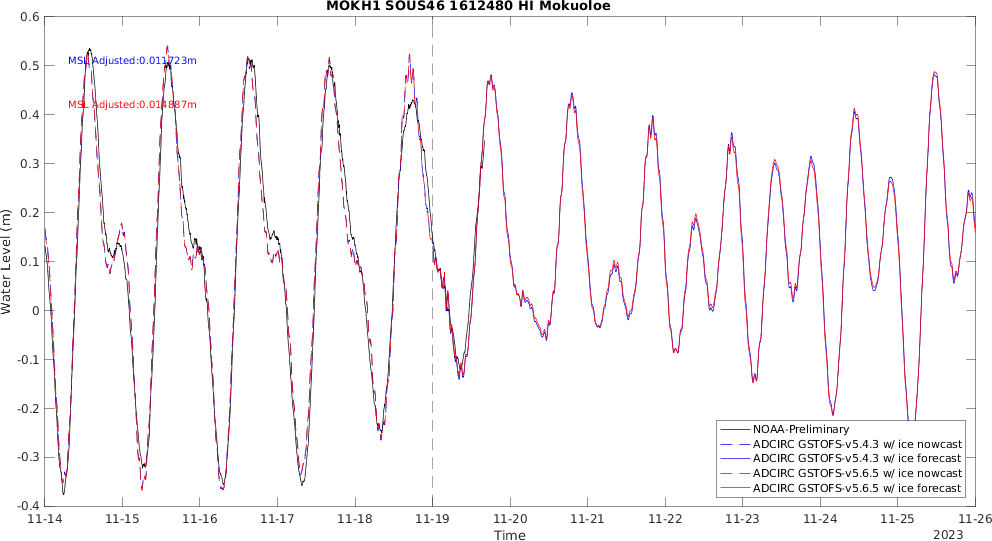 MOKH1 SOUS46 1612480 HI Mokuoloe
0.6
0.5
0.4
0.3
0.2
0.1
0
-0.1
-0.2
-0.3
-0.4
Water Level (m)
MSL Adjusted:0.011723m
MSL Adjusted:0.014887m
NOAA-Preliminary
ADCIRC GSTOFS-v5.4.3 w/ ice nowcast
ADCIRC GSTOFS-v5.4.3 w/ ice forecast
ADCIRC GSTOFS-v5.6.5 w/ ice nowcast
ADCIRC GSTOFS-v5.6.5 w/ ice forecast
11-14 11-15 11-16 11-17 11-18 11-19 11-20 11-21 11-22 11-23 11-24 11-25 11-26
Time
2023